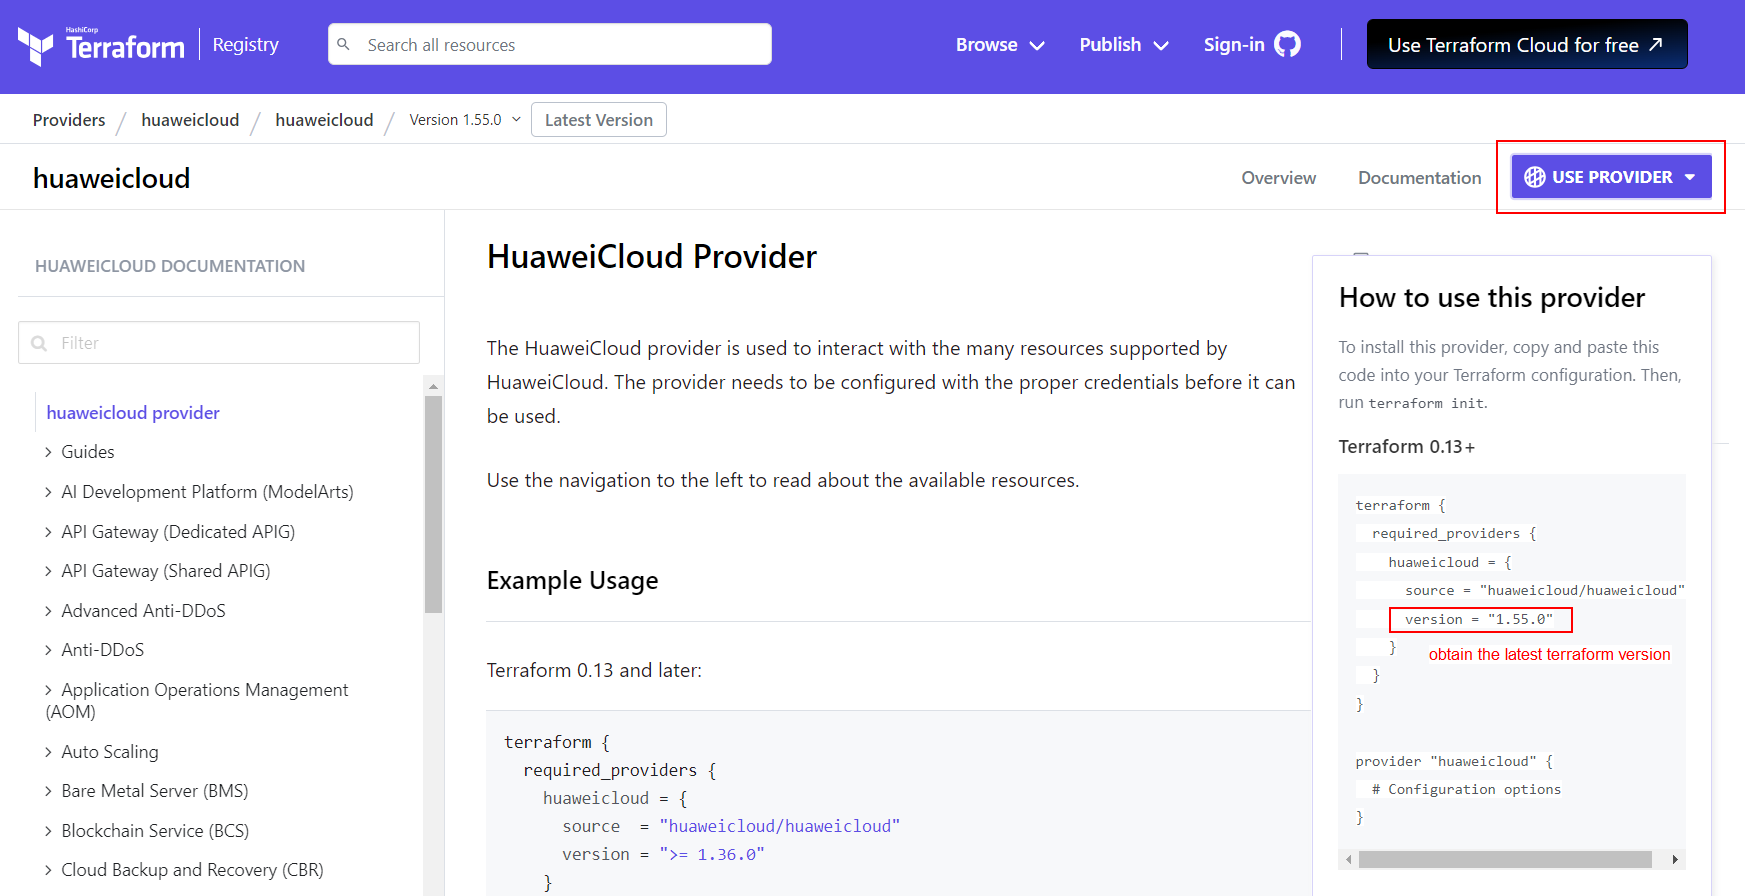 HashiCorp
Terraform
Registry
Search all resources
Browse
Publish
Sign-in
Use Terraform Cloud for free
Providers / huaweicloud / huaweicloud / Version 1.55.0
Latest Version
huaweicloud
Overview
Documentation
USE PROVIDER
HUAWEICLOUD DOCUMENTATION
Filter
huaweicloud provider
Guides
AI Development Platform (ModelArts)
API Gateway (Dedicated APIG)
API Gateway (Shared APIG)
Advanced Anti-DDoS
Anti-DDoS
Application Operations Management
(AOM)
Auto Scaling
Bare Metal Server (BMS)
Blockchain Service (BCS)
Cloud Backup and Recovery (CBR)
HuaweiCloud Provider
The HuaweiCloud provider is used to interact with the many resources supported by
HuaweiCloud. The provider needs to be configured with the proper credentials before it can
be used.
Use the navigation to the left to read about the available resources.
Example Usage
Terraform 0.13 and later:
terraform {
required_providers {
huaweicloud = {
source = "huaweicloud/huaweicloud"
version = ">= 1.36.0"
}
How to use this provider
To install this provider, copy and paste this
code into your Terraform configuration. Then,
run terraform init.
Terraform 0.13+
terraform {
required_providers {
huaweicloud = {
source = "huaweicloud/huaweicloud"
version = "1.55.0"
}
obtain the latest terraform version
}
}
provider "huaweicloud" {
# Configuration options
}